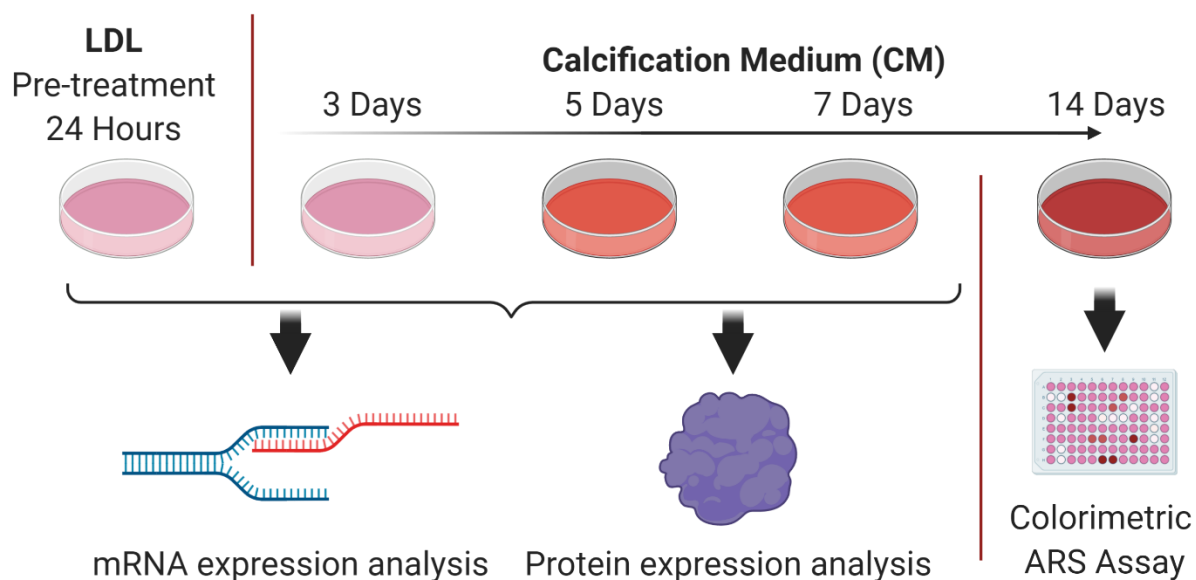 LDL
Pre-treatment
24 Hours
Calcification Medium (CM)
3 Days
5 Days
7 Days
14 Days
mRNA expression analysis
Protein expression analysis
Colorimetric
ARS Assay